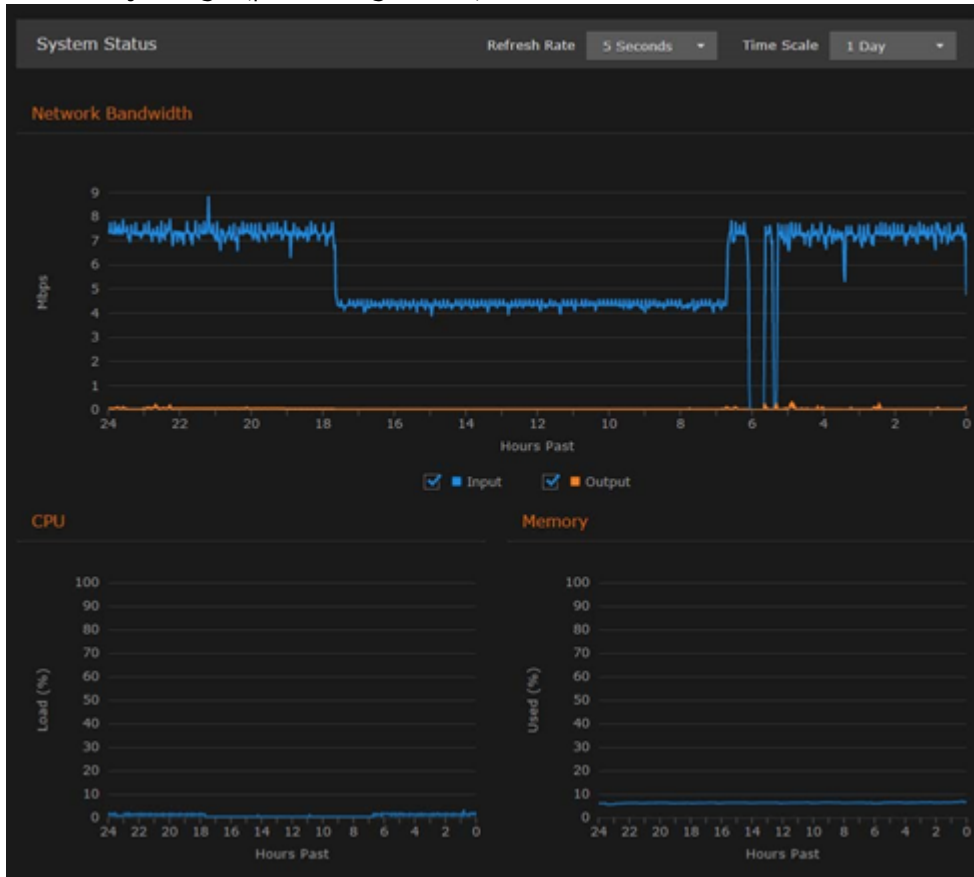 System Status
Refresh Rate 5 Seconds Time Scale 1 Day
Network Bandwidth
9
8
7
6
5
4
3
2
1
0
Mbps
24 22 20 18 16 14 12 10 8 6 4 2 0
Hours Past
Input Output
CPU
100
90
80
70
60
50
40
30
20
10
0
Load (%)
24 22 20 18 16 14 12 10 8 6 4 2 0
Hours Past
Memory
100
90
80
70
60
50
40
30
20
10
0
Used (%)
24 22 20 18 16 14 12 10 8 6 4 2 0
Hours Past